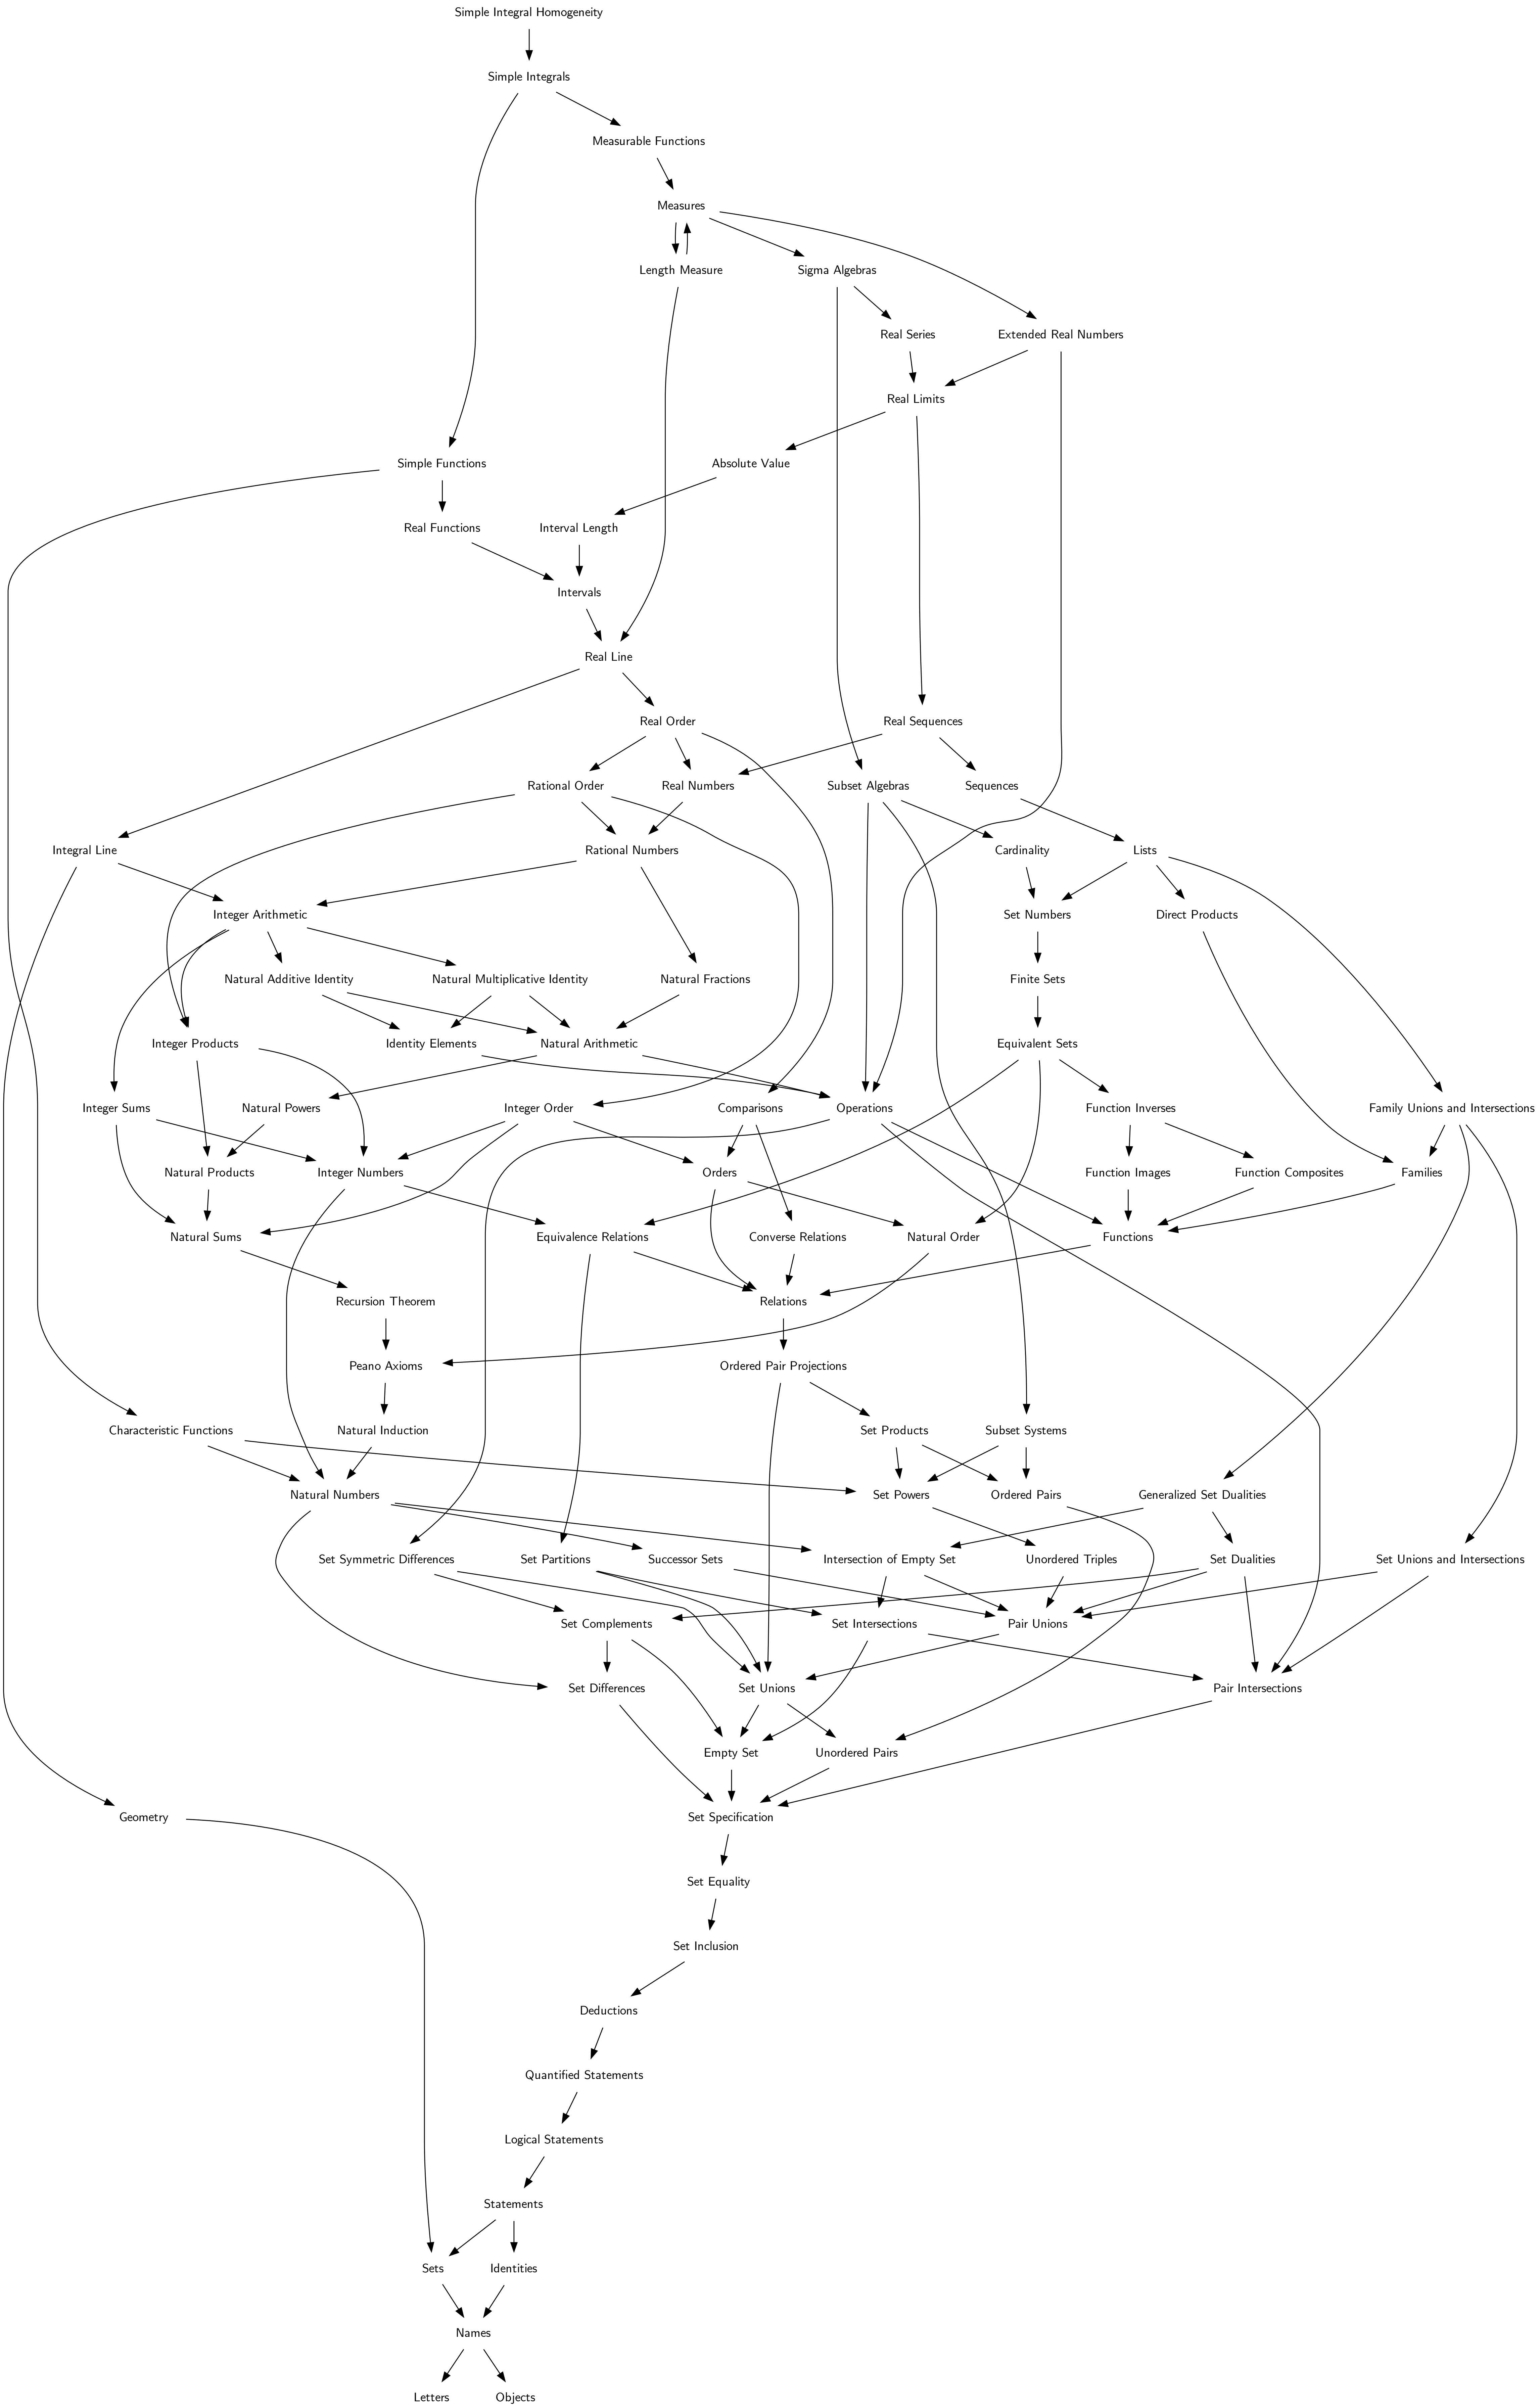 Simple Integral Homogeneity
Simple Integrals
Measurable Functions
Measures
Length Measure
Sigma Algebras
Real Series
Extended Real Numbers
Real Limits
Simple Functions
Absolute Value
Real Functions
Interval Length
Intervals
Real Line
Real Order
Real Sequences
Rational Order
Real Numbers
Subset Algebras
Sequences
Integral Line
Rational Numbers
Cardinality
Lists
Integer Arithmetic
Set Numbers
Direct Products
Natural Additive Identity
Natural Multiplicative Identity
Natural Fractions
Finite Sets
Integer Products
Identity Elements
Natural Arithmetic
Equivalent Sets
Integer Sums
Natural Powers
Integer Order
Comparisons
Operations
Function Inverses
Family Unions and Intersections
Natural Products
Integer Numbers
Orders
Function Images
Function Composites
Families
Natural Sums
Equivalence Relations
Converse Relations
Natural Order
Functions
Recursion Theorem
Relations
Peano Axioms
Ordered Pair Projections
Characteristic Functions
Natural Induction
Set Products
Subset Systems
Natural Numbers
Set Powers
Ordered Pairs
Generalized Set Dualities
Set Symmetric Differences
Set Partitions
Successor Sets
Intersection of Empty Set
Unordered Triples
Set Dualities
Set Unions and Intersections
Set Complements
Set Intersections
Pair Unions
Set Differences
Set Unions
Pair Intersections
Empty Set
Unordered Pairs
Geometry
Set Specification
Set Equality
Set Inclusion
Deductions
Quantified Statements
Logical Statements
Statements
Sets
Identities
Names
Letters
Objects